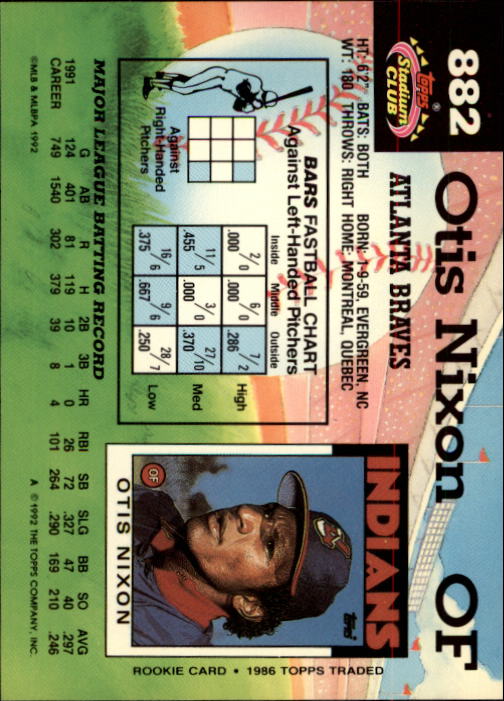 882
Topps®
Stadium
CLUB
Otis Nixon OF
ATLANTA BRAVES
HT: 6'2" BATS: BOTH BORN: 1-9-59, EVERGREEN, NC
WT: 180 THROWS: RIGHT HOME: MONTREAL, QUEBEC
BARS FASTBALL CHART
Against Left-Handed Pitchers
Inside Middle Outside
2/0 6/0 7/2
.000 .000 .286 High
11/5 3/0 27/10
.455 .000 .370 Med
16/6 9/6 28/7
.375 .667 .250 Low
Against
Right-Handed
Pitchers
INDIANS
Topps
OF
OTIS NIXON
ROOKIE CARD • 1986 TOPPS TRADED
MAJOR LEAGUE BATTING RECORD
G AB R H 2B 3B HR RBI SB SLG BB SO AVG
1991 124 401 81 119 10 1 0 26 72 .327 47 40 .297
CAREER 749 1540 302 379 39 8 4 101 264 .290 169 210 .246
©MLB & MLBPA 1992
A © 1992 THE TOPPS COMPANY, INC.